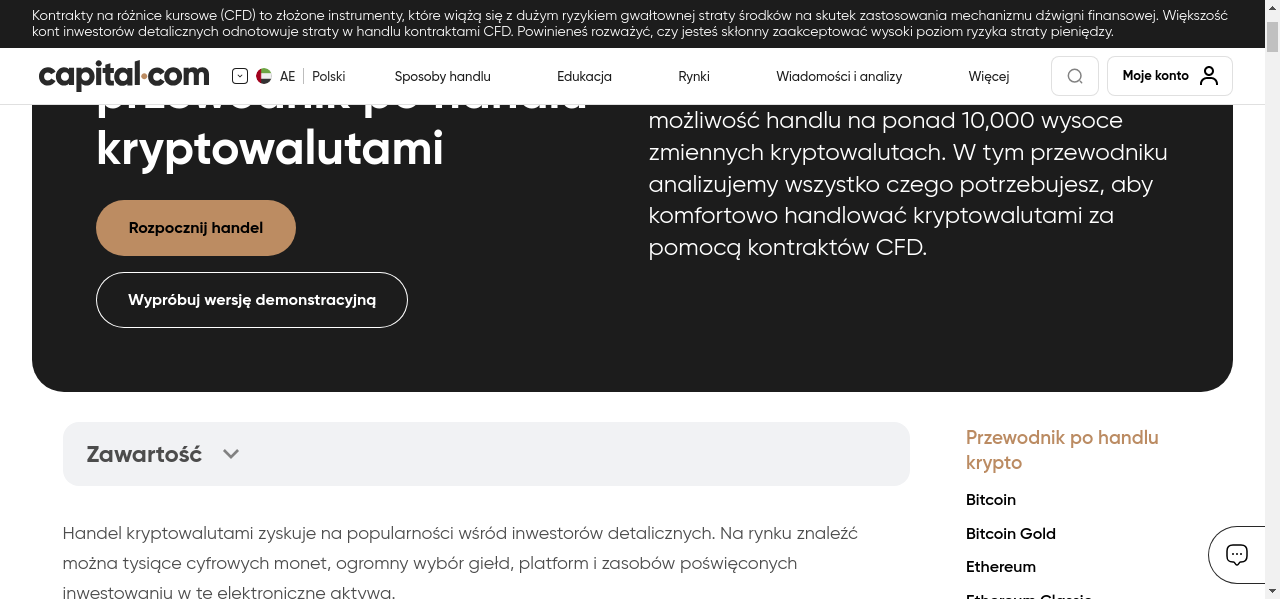 Kontrakty na różnice kursowe (CFD) to złożone instrumenty, które wiążą się z dużym ryzykiem gwałtownej straty środków na skutek zastosowania mechanizmu dźwigni finansowej. Większość
kont inwestorów detalicznych odnotowuje straty w handlu kontraktami CFD. Powinieneś rozważyć, czy jesteś skłonny zaakceptować wysoki poziom ryzyka straty pieniędzy.
capital.com AE Polski Sposoby handlu Edukacja Rynki Wiadomości i analizy Więcej Moje konto
przewodnik po handlu
kryptowalutami
Rozpocznij handel
Wypróbuj wersję demonstracyjną
możliwość handlu na ponad 10,000 wysoce
zmiennych kryptowalutach. W tym przewodniku
analizujemy wszystko czego potrzebujesz, aby
komfortowo handlować kryptowalutami za
pomocą kontraktów CFD.
Zawartość
Handel kryptowalutami zyskuje na popularności wśród inwestorów detalicznych. Na rynku znaleźć
można tysiące cyfrowych monet, ogromny wybór giełd, platform i zasobów poświęconych
inwestowaniu w te elektroniczne aktywa.
Przewodnik po handlu
krypto
Bitcoin
Bitcoin Gold
Ethereum
Ethereum Classic